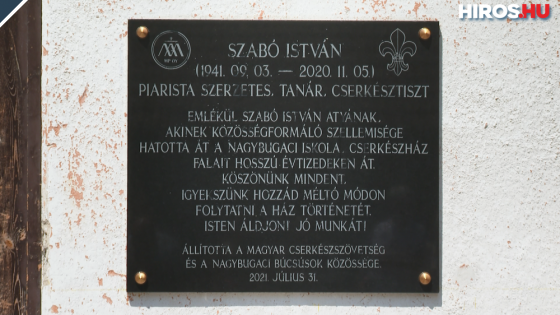 HIROS.HU
SZABÓ ISTVÁN
(1941. 09. 03. — 2020. 11. 05.)
PIARISTA SZERZETES, TANÁR, CSERKÉSZTISZT
EMLÉKÜL SZABÓ ISTVÁN ATYÁNAK,
AKINEK KÖZÖSSÉGFORMÁLÓ SZELLEMISÉGE
HATOTTA ÁT A NAGYBUGACI ISKOLA, CSERKÉSZHÁZ
FALAIT HOSSZÚ ÉVTIZEDEKEN ÁT.
KÖSZÖNÜNK MINDENT,
IGYEKSZÜNK HOZZÁD MÉLTÓ MÓDON
FOLYTATNI A HÁZ TÖRTÉNETÉT.
ISTEN ÁLDJON! JÓ MUNKÁT!
ÁLLÍTOTTA A MAGYAR CSERKÉSZSZÖVETSÉG
ÉS A NAGYBUGACI BÚCSÚSOK KÖZÖSSÉGE.
2021. JÚLIUS 31.